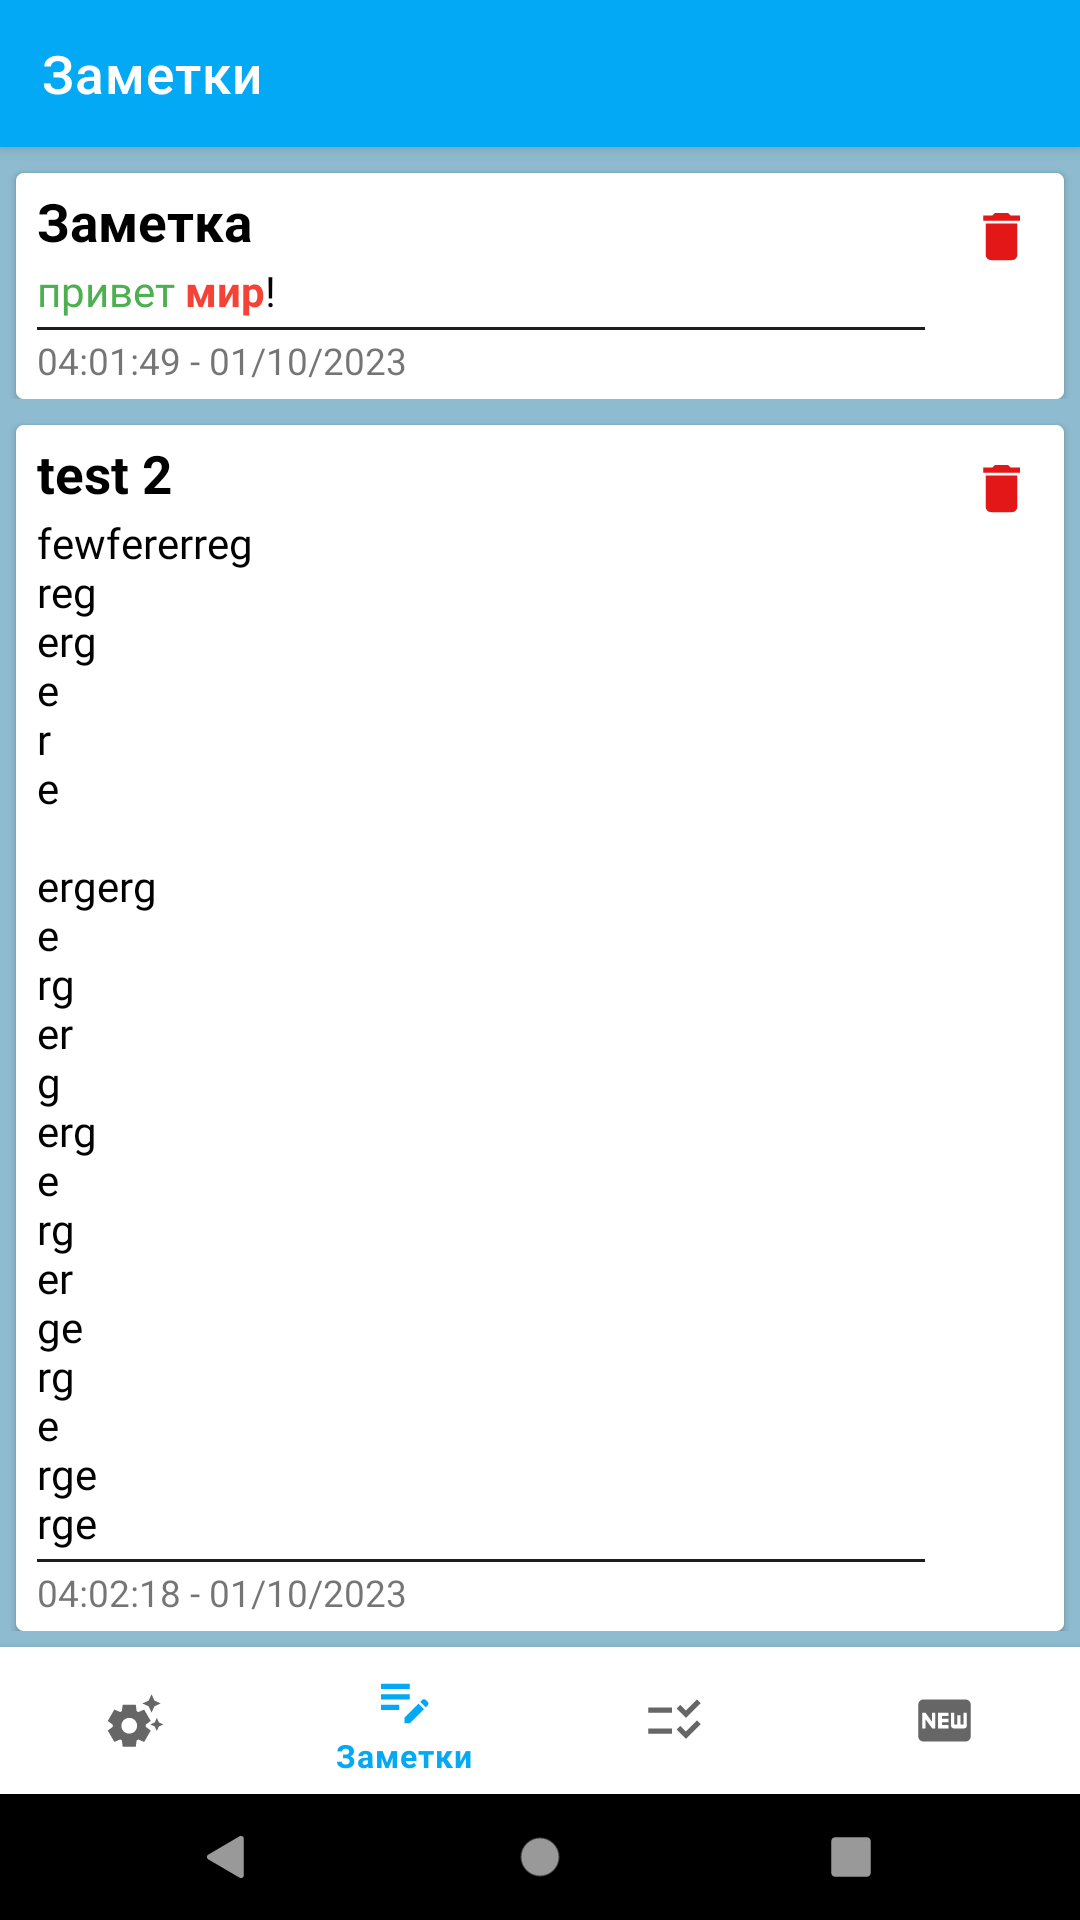 Заметки
Заметка
привет мир!
04:01:49 - 01/10/2023
test 2
fewfererreg
reg
erg
e
r
e
ergerg
e
rg
er
g
erg
e
rg
er
ge
rg
e
rge
rge
04:02:18 - 01/10/2023
Заметки
NEW